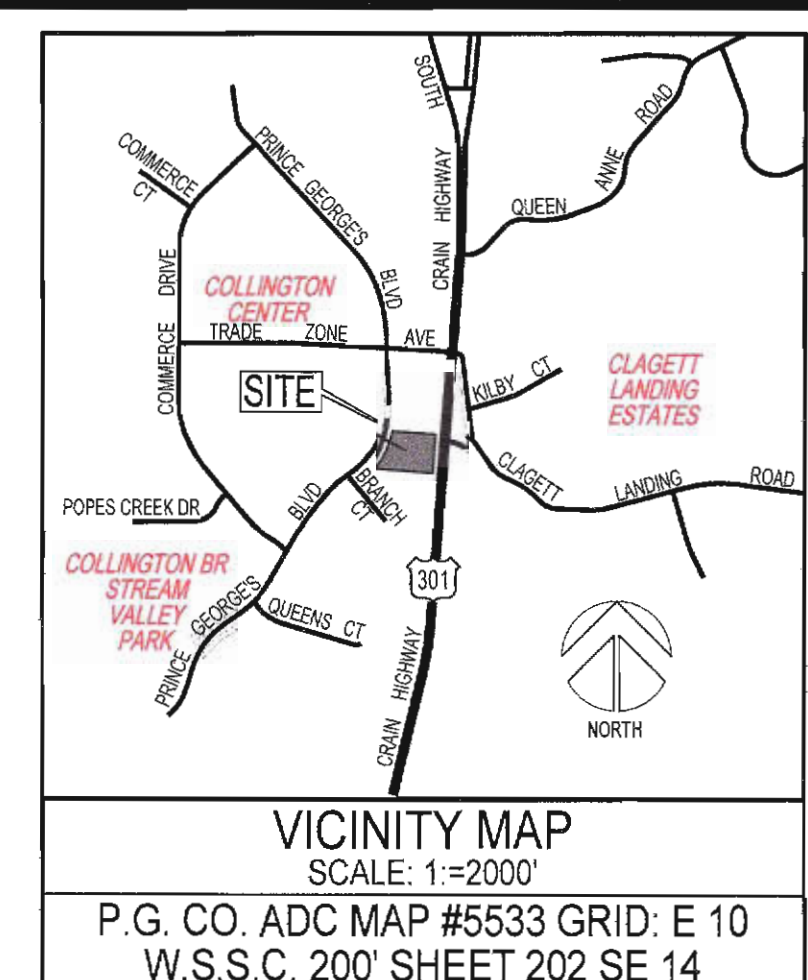 SOUTH
CRAIN HIGHWAY
QUEEN ANNE ROAD
COMMERCE CT
PRINCE GEORGE'S BLVD
COMMERCE DRIVE
COLLINGTON
CENTER
TRADE ZONE AVE
SITE
KILBY CT
CLAGETT
LANDING
ESTATES
CLAGETT LANDING ROAD
BRANCH CT
POPES CREEK DR
PRINCE GEORGE'S BLVD
COLLINGTON BR
STREAM
VALLEY
PARK
QUEENS CT
301
CRAIN HIGHWAY
NORTH
VICINITY MAP
SCALE: 1:=2000'
P.G. CO. ADC MAP #5533 GRID: E 10
W.S.S.C. 200' SHEET 202 SE 14